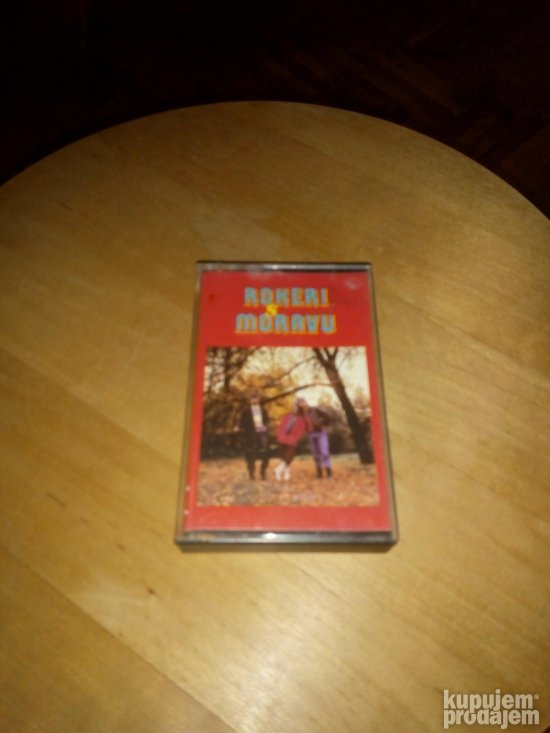 ROKERI
S
MORAVU
kupujem
prodajem